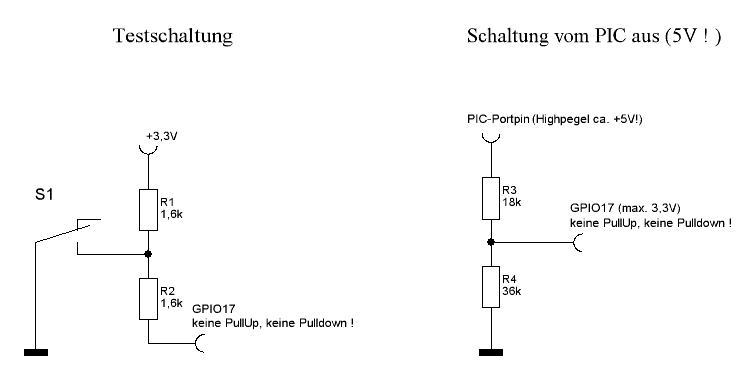 Testschaltung
Schaltung vom PIC aus (5V ! )
+3,3V
S1
R1
1,6k
R2
1,6k
GPIO17
keine PullUp, keine Pulldown !
PIC-Portpin (Highpegel ca. +5V!)
R3
18k
GPIO17 (max. 3,3V)
keine PullUp, keine Pulldown !
R4
36k